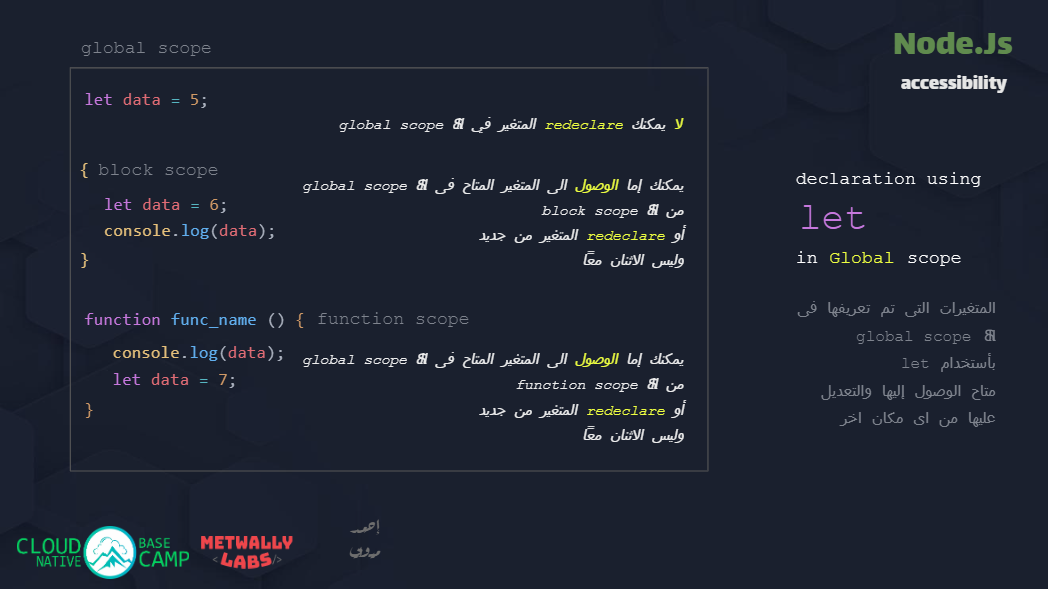 global scope
Node.Js
accessibility
let data = 5;
لا يمكنك redeclare المتغير في ال global scope
{ block scope
يمكنك إما الوصول الى المتغير المتاح فى ال global scope
let data = 6;
من ال block scope
console.log(data);
أو redeclare المتغير من جديد
}
وليس الاثنان معًا
function func_name () { function scope
console.log(data);
يمكنك إما الوصول الى المتغير المتاح فى ال global scope
let data = 7;
من ال function scope
}
أو redeclare المتغير من جديد
وليس الاثنان معًا
declaration using
let
in Global scope
المتغيرات التى تم تعريفها فى
ال global scope
بأستخدام let
متاح الوصول إليها والتعديل
عليها من اى مكان اخر
CLOUD NATIVE BASE CAMP
METWALLY
<LABS/>
احمد